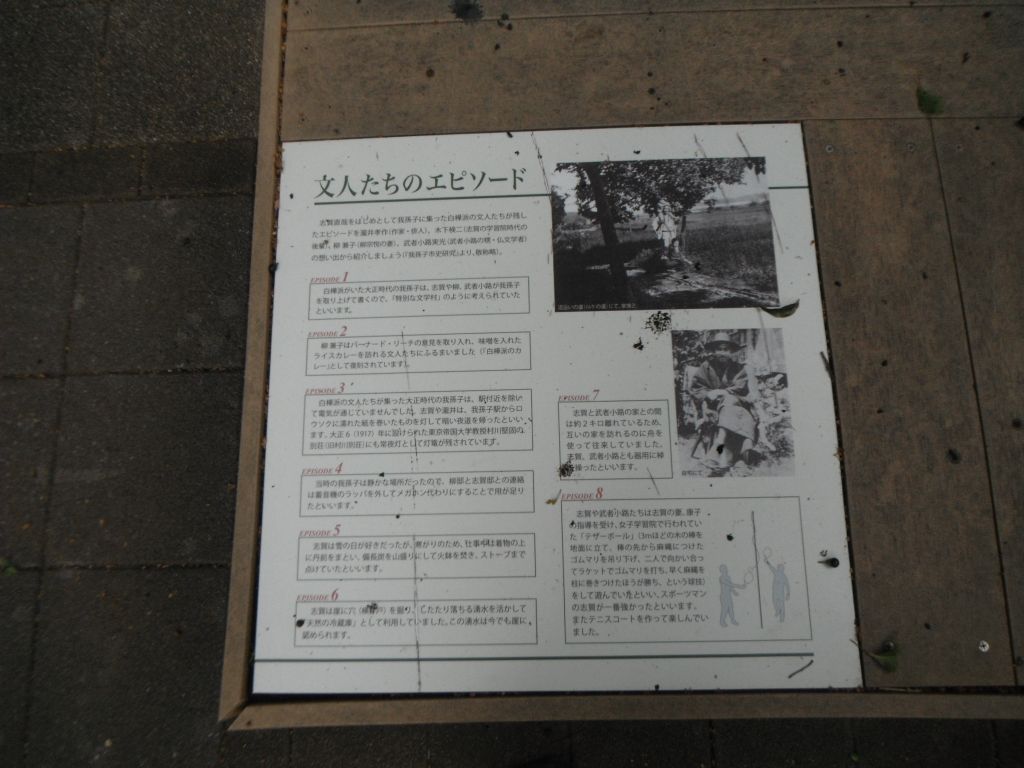 文人たちのエピソード
志賀直哉をはじめとして我孫子に集った白樺派の文人たちが残し
たエピソードを瀧井孝作(作家・俳人)、木下検二(志賀の学習院時代の
後輩)、柳 兼子(柳宗悦の妻)、武者小路実光(武者小路の甥・仏文学者)
の想い出から紹介しましょう(『我孫子市史研究』より、敬称略)。
EPISODE 1
白樺派がいた大正時代の我孫子は、志賀や柳、武者小路が我孫子
を取り上げて書くので、「特別な文学村」のように考えられていた
といいます。
EPISODE 2
柳 兼子はバーナード・リーチの意見を取り入れ、味噌を入れた
ライスカレーを訪れる文人たちにふるまいました(「白樺派のカ
レー」として復刻されています)。
EPISODE 3
白樺派の文人たちが集った大正時代の我孫子は、駅付近を除い
て電気が通じていませんでした。志賀や瀧井は、我孫子駅からロ
ウソクに濡れた紙を巻いたものを灯して暗い夜道を帰ったといい
ます。大正6(1917)年に設けられた東京帝国大学教授村川堅固の
別荘(旧村川別荘)にも常夜灯として灯篭が残されています。
EPISODE 4
当時の我孫子は静かな場所だったので、柳邸と志賀邸との連絡
は蓄音機のラッパを外してメガホン代わりにすることで用が足り
たといいます。
EPISODE 5
志賀は雪の日が好きだったが、寒がりのため、仕事中は着物の上
に丹前をまとい、備長炭を山盛りにして火鉢を焚き、ストーブまで
点けていたといいます。
EPISODE 6
志賀は崖に穴()を掘り、したたり落ちる湧水を活かして
「天然の冷蔵庫」として利用していました。この湧水は今でも崖に
認められます。
EPISODE 7
志賀と武者小路の家との間
は約2キロ離れているため、
互いの家を訪れるのに舟を
使って往来していました。
志賀、武者小路とも器用に棹
を操ったといいます。
自宅にて
EPISODE 8
志賀や武者小路たちは志賀の妻、康子
の指導を受け、女子学習院で行われてい
た「テザーボール」(3mほどの木の棒を
地面に立て、棒の先から麻縄につけた
ゴムマリを吊り下げ、二人で向かい合っ
てラケットでゴムマリを打ち、早く麻縄を
柱に巻きつけたほうが勝ち、という球技)
をして遊んでいたといい、スポーツマン
の志賀が一番強かったといいます。
またテニスコートを作って楽しんでい
ました。